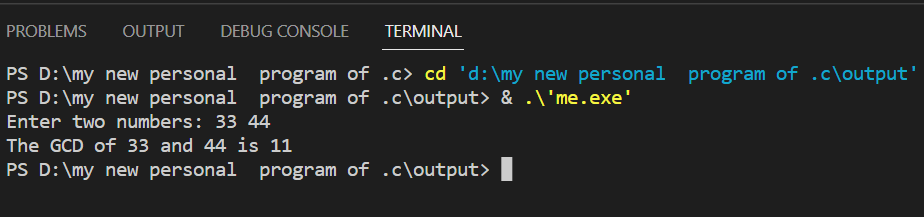 PROBLEMS OUTPUT DEBUG CONSOLE TERMINAL
PS D:\my new personal  program of .c> cd 'd:\my new personal  program of .c\output'
PS D:\my new personal  program of .c\output> & .\'me.exe'
Enter two numbers: 33 44
The GCD of 33 and 44 is 11
PS D:\my new personal  program of .c\output>